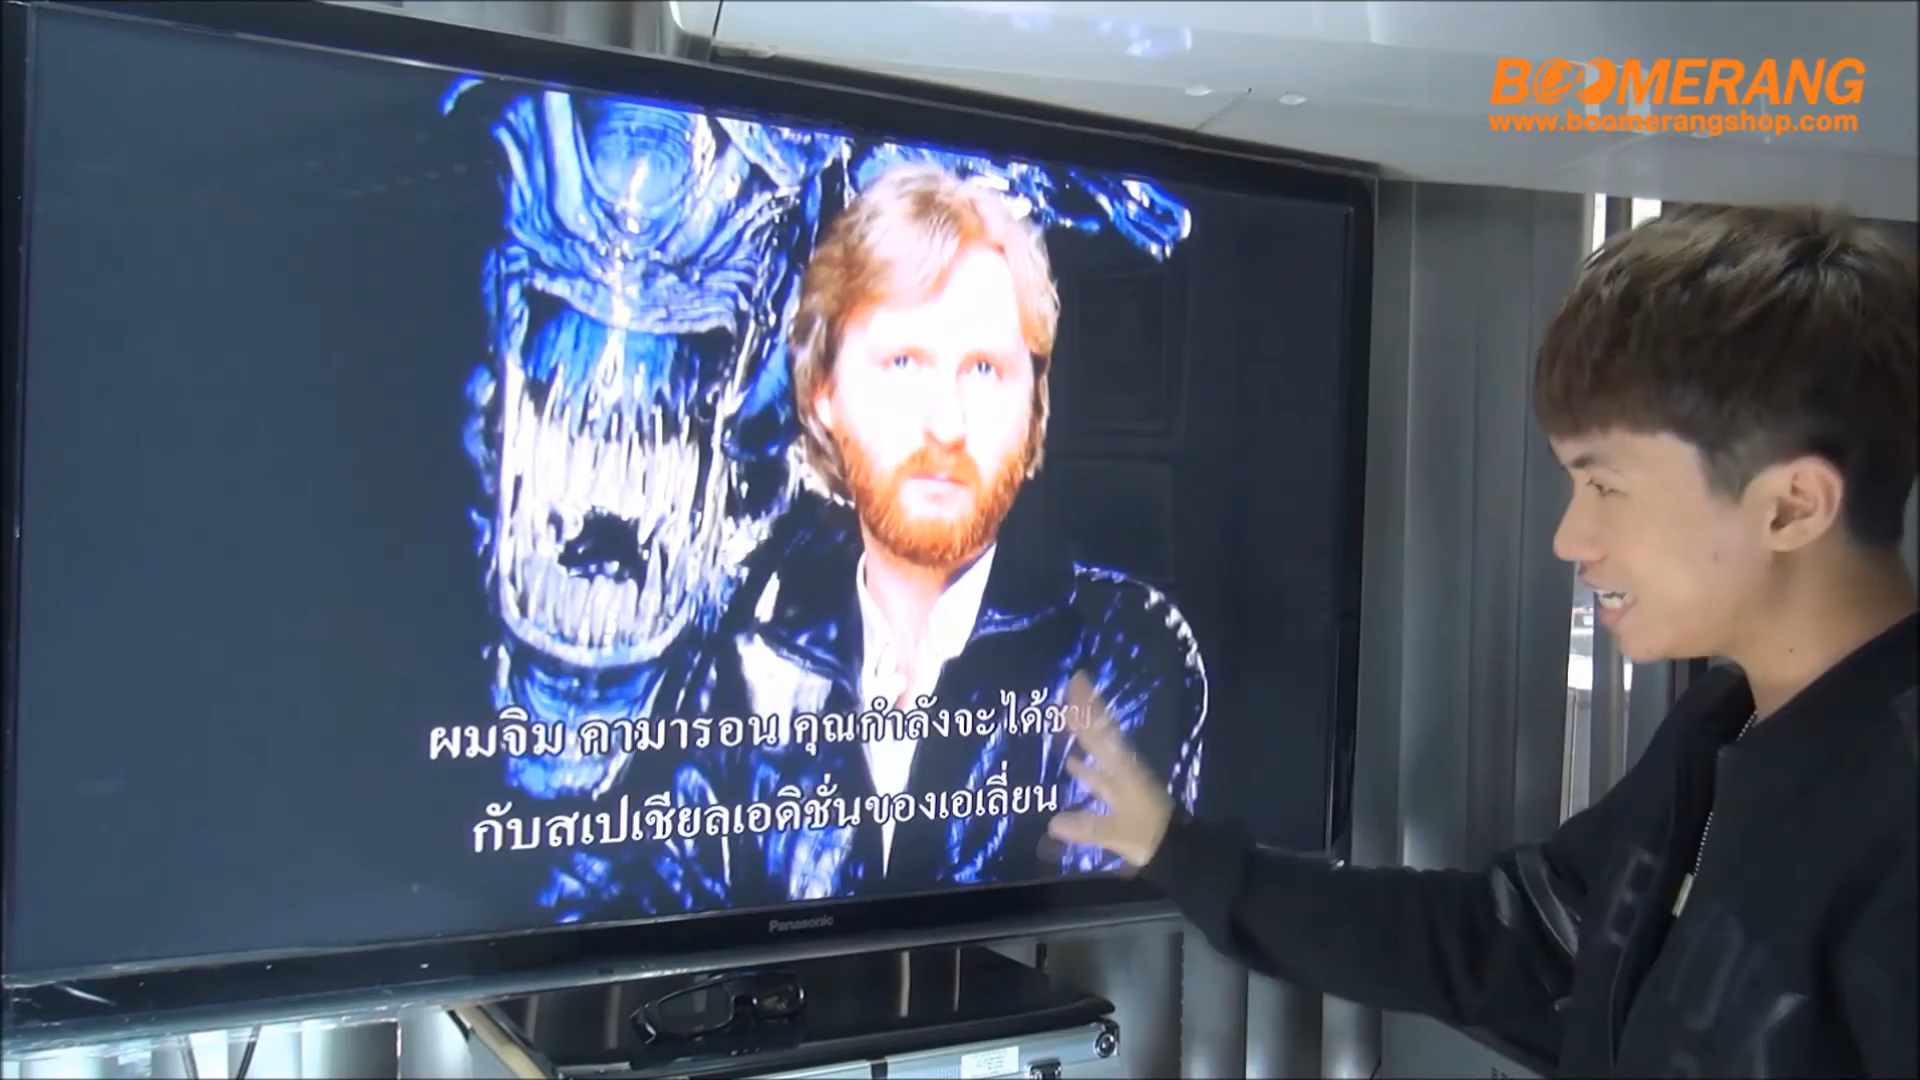 BOOMERANG
www.boomerangshop.com
ผมจิม คามารอน คุณกำลังจะได้ชม
กับสเปเชียลเอดิชั่นของเอเลี่ยน
Panasonic